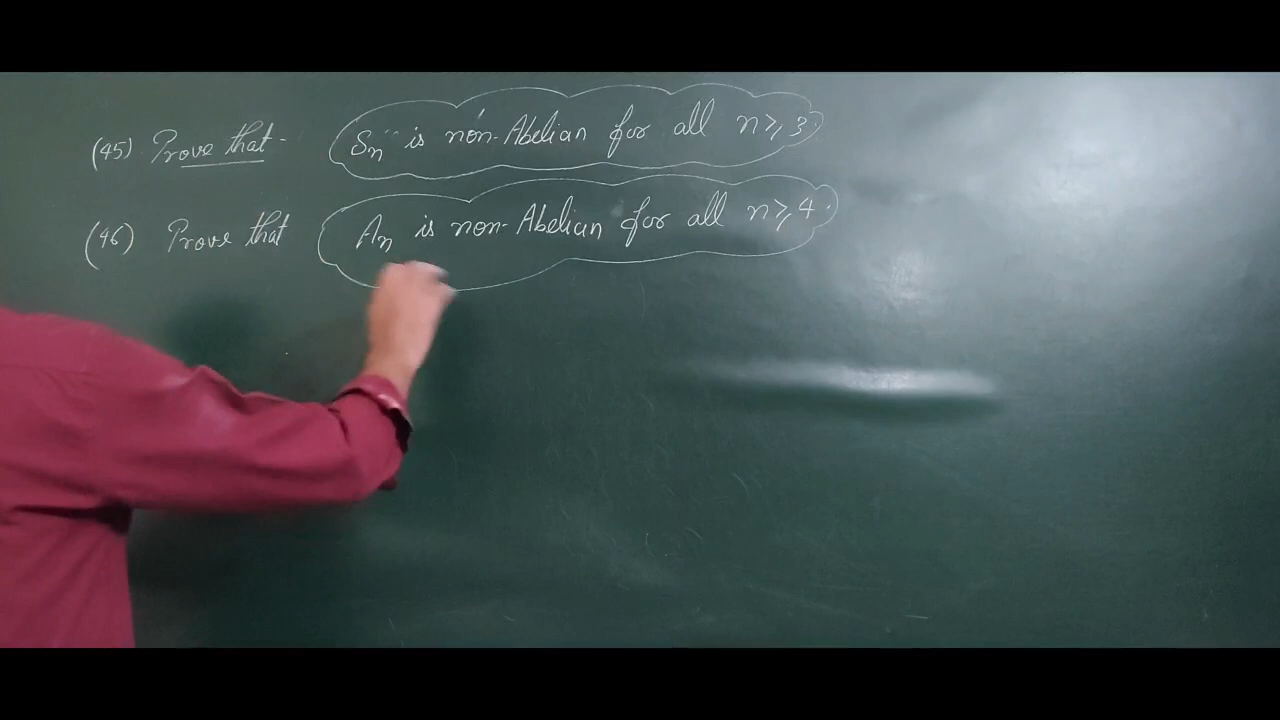 (45) Prove that - Sn is non-Abelian for all n ≥ 3
(46) Prove that An is non-Abelian for all n ≥ 4.